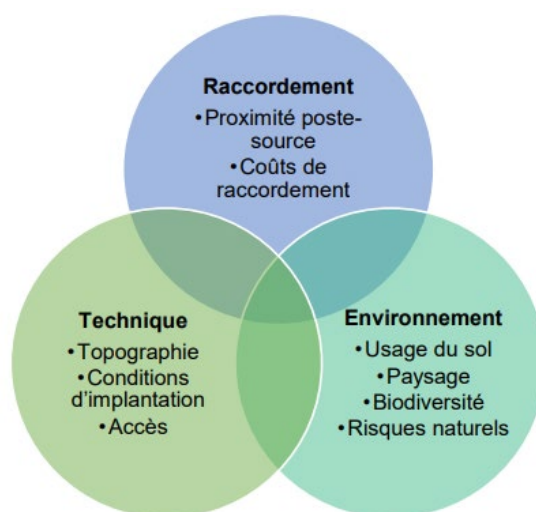 Raccordement
•Proximité poste-
source
•Coûts de
raccordement
Technique
•Topographie
•Conditions
d'implantation
•Accès
Environnement
•Usage du sol
•Paysage
•Biodiversité
•Risques naturels